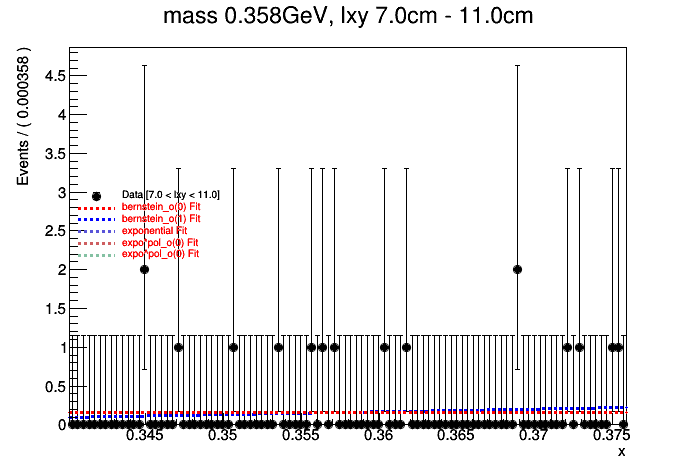 mass 0.358GeV, lxy 7.0cm - 11.0cm
Events / ( 0.000358 )
4.5
4
3.5
3
2.5
2
1.5
1
0.5
0
Data [7.0 < lxy < 11.0]
bernstein_o(0) Fit
bernstein_o(1) Fit
exponential Fit
expo*pol_o(0) Fit
expo*pol_o(0) Fit
0.345 0.35 0.355 0.36 0.365 0.37 0.375
x